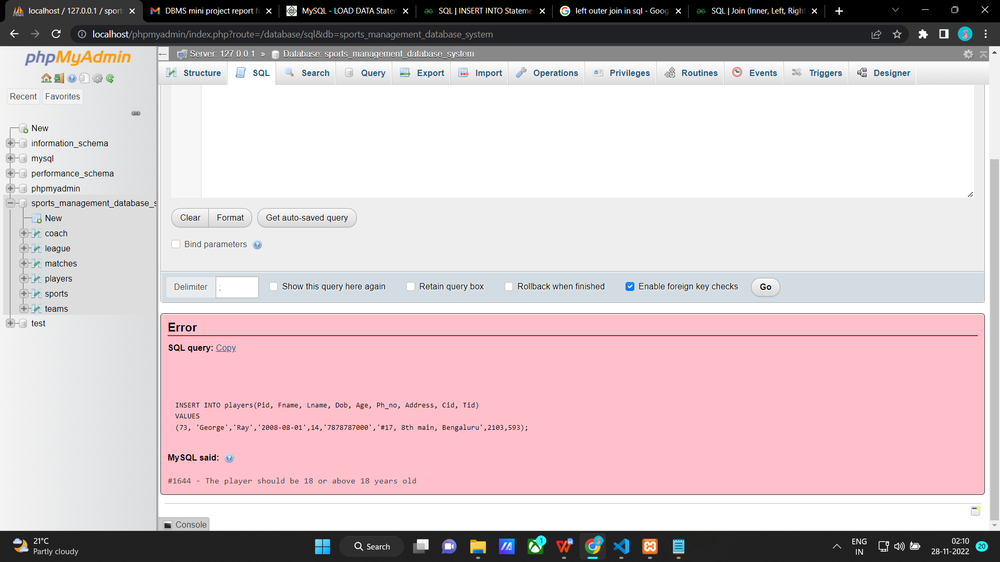 localhost / 127.0.0.1 / sport
DBMS mini project report fo
MySQL - LOAD DATA Staten
SQL | INSERT INTO Stateme
left outer join in sql - Goog
SQL | Join (Inner, Left, Right
localhost/phpmyadmin/index.php?route=/database/sql&db=sports_management_database_system
phpMyAdmin
Recent Favorites
New
information_schema
mysql
performance_schema
phpmyadmin
sports_management_database_s
New
coach
league
matches
players
sports
teams
test
Server: 127.0.0.1 » Database: sports_management_database_system
Structure SQL Search Query Export Import Operations Privileges Routines Events Triggers Designer
Clear Format Get auto-saved query
Bind parameters
Delimiter ; Show this query here again Retain query box Rollback when finished Enable foreign key checks Go
Error
SQL query: Copy
INSERT INTO players(Pid, Fname, Lname, Dob, Age, Ph_no, Address, Cid, Tid)
VALUES
(73, 'George','Ray','2008-08-01',14,'7878787000','#17, 8th main, Bengaluru',2103,593);
MySQL said:
#1644 - The player should be 18 or above 18 years old
Console
21°C
Partly cloudy
Search
1
ENG
IN
02:10
28-11-2022
20